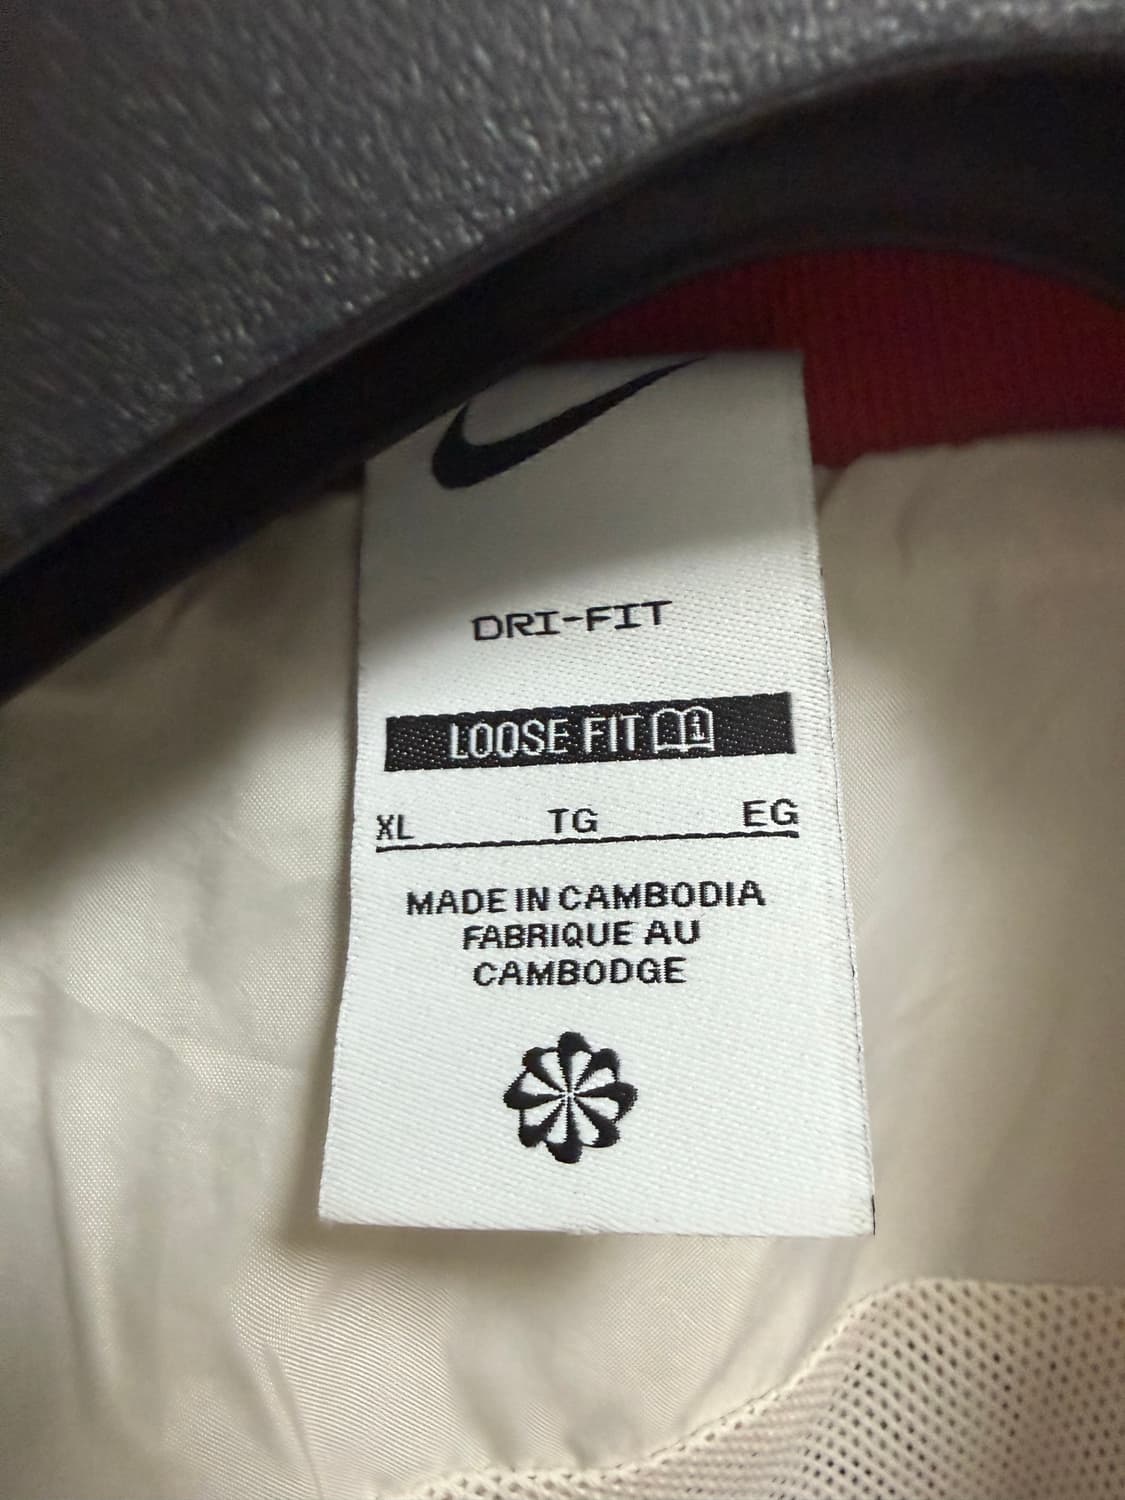 DRI-FIT
LOOSE FIT i
XL TG EG
MADE IN CAMBODIA
FABRIQUE AU
CAMBODGE